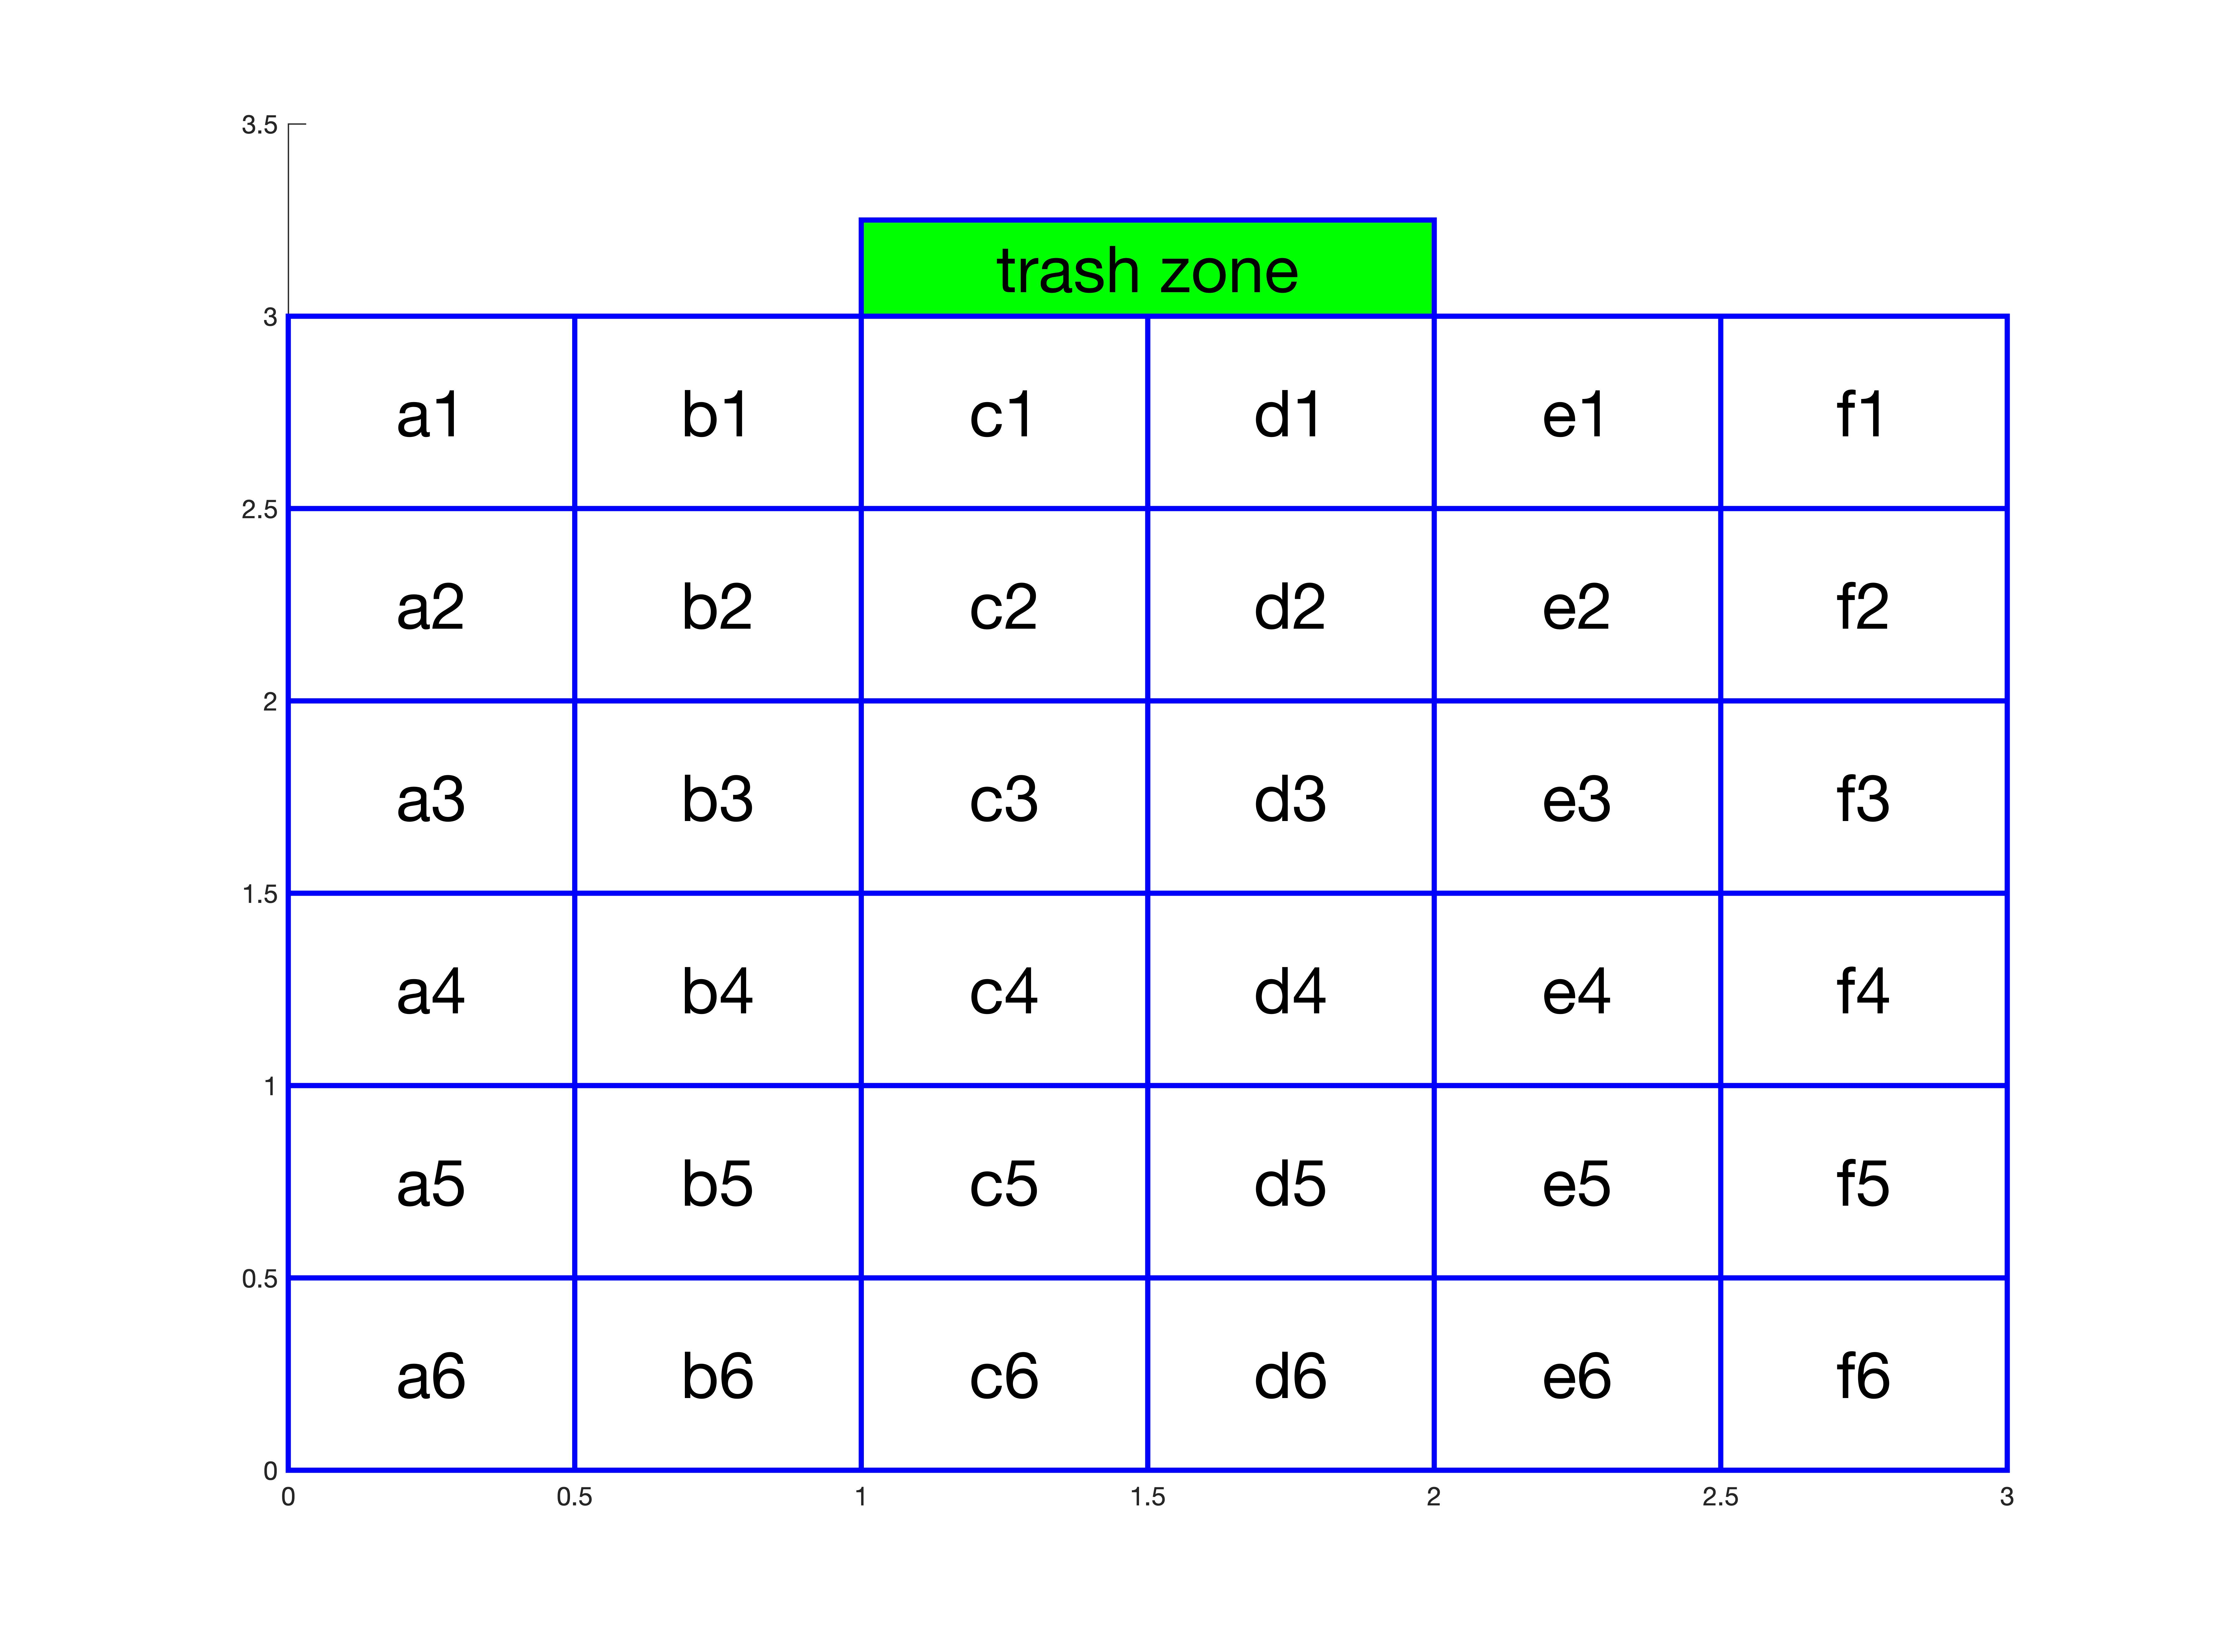 3.5
trash zone
3
a1 b1 c1 d1 e1 f1
2.5
a2 b2 c2 d2 e2 f2
2
a3 b3 c3 d3 e3 f3
1.5
a4 b4 c4 d4 e4 f4
1
a5 b5 c5 d5 e5 f5
0.5
a6 b6 c6 d6 e6 f6
0
0 0.5 1 1.5 2 2.5 3